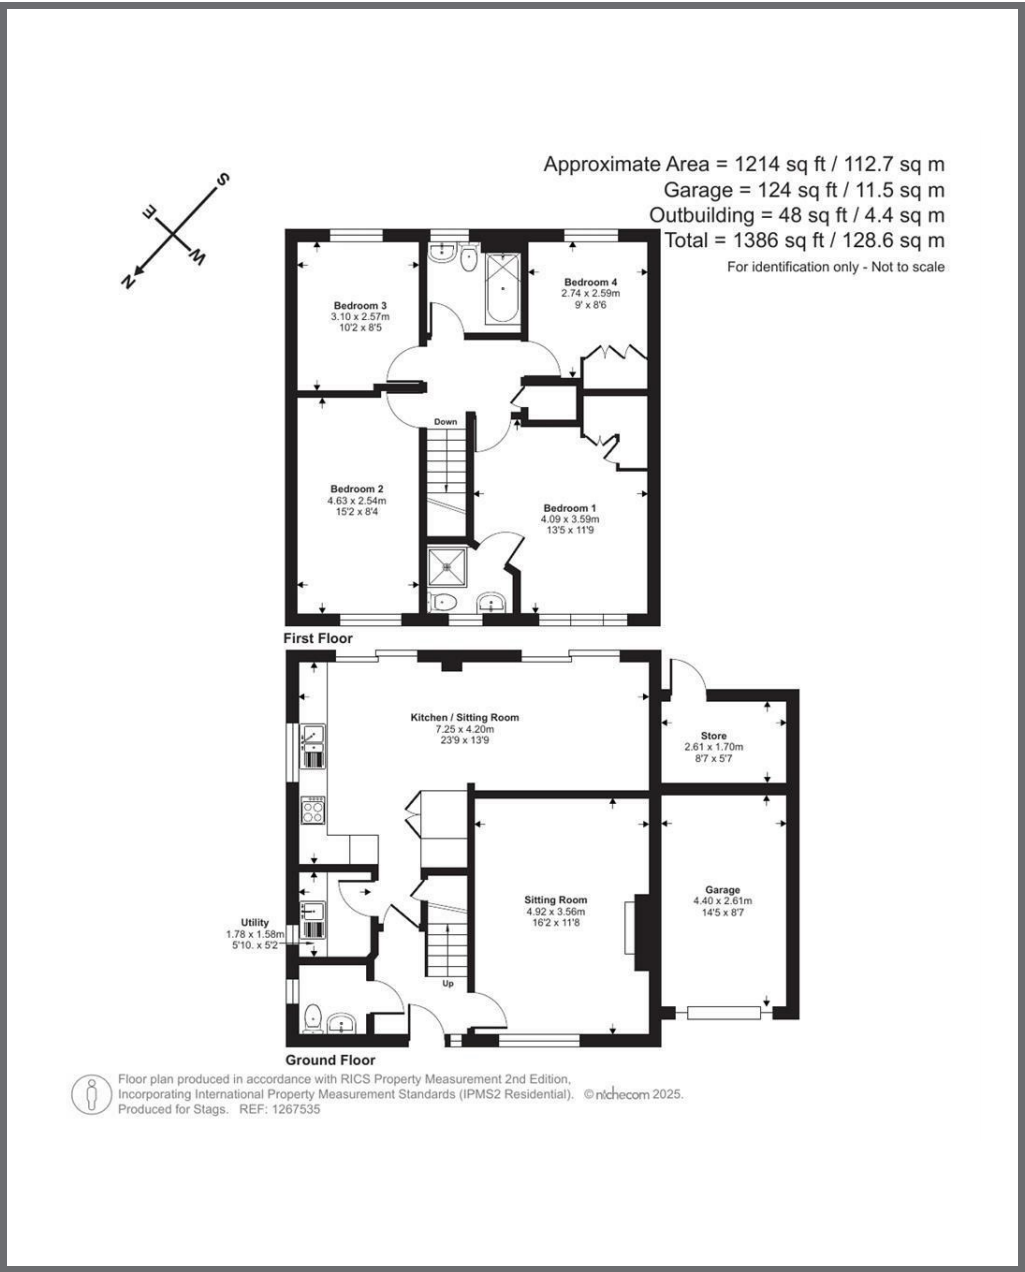 Approximate Area = 1214 sq ft / 112.7 sq m
Garage = 124 sq ft / 11.5 sq m
Outbuilding = 48 sq ft / 4.4 sq m
Total = 1386 sq ft / 128.6 sq m
For identification only - Not to scale
S
E
W
N
Bedroom 3
3.10 x 2.57m
10'2 x 8'5
Bedroom 4
2.74 x 2.59m
9' x 8'6
Down
Bedroom 2
4.63 x 2.54m
15'2 x 8'4
Bedroom 1
4.09 x 3.59m
13'5 x 11'9
First Floor
Kitchen / Sitting Room
7.25 x 4.20m
23'9 x 13'9
Store
2.61 x 1.70m
8'7 x 5'7
Sitting Room
4.92 x 3.56m
16'2 x 11'8
Garage
4.40 x 2.61m
14'5 x 8'7
Utility
1.78 x 1.58m
5'10. x 5'2
Up
Ground Floor
Floor plan produced in accordance with RICS Property Measurement 2nd Edition,
Incorporating International Property Measurement Standards (IPMS2 Residential). © nichecom 2025.
Produced for Stags. REF: 1267535